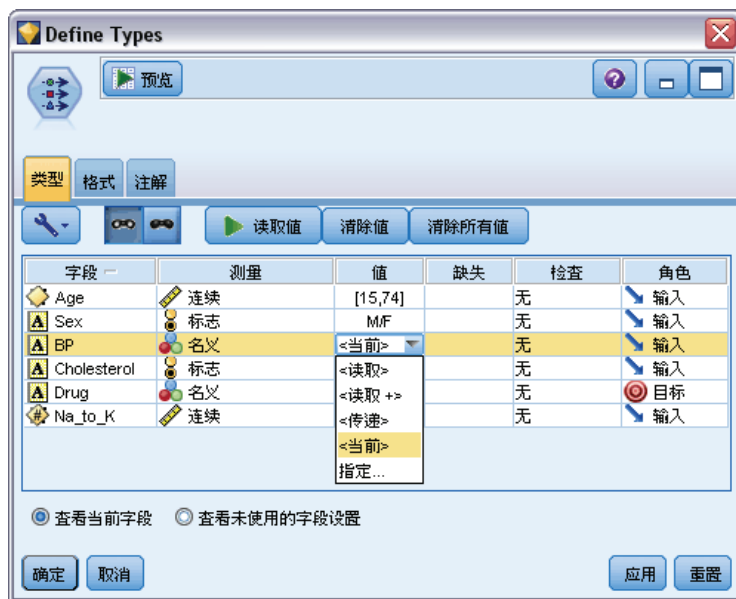 Define Types
预览
类型 格式 注解
读取值 清除值 清除所有值
字段 测量 值 缺失 检查 角色
Age 连续 [15,74] 无 输入
A Sex 标志 M/F 无 输入
A BP 名义 <当前> 无 输入
A Cholesterol 标志 无 输入
A Drug 名义 无 目标
# Na_to_K 连续 无 输入
<读取>
<读取 +>
<传递>
<当前>
指定...
查看当前字段 查看未使用的字段设置
确定 取消 应用 重置